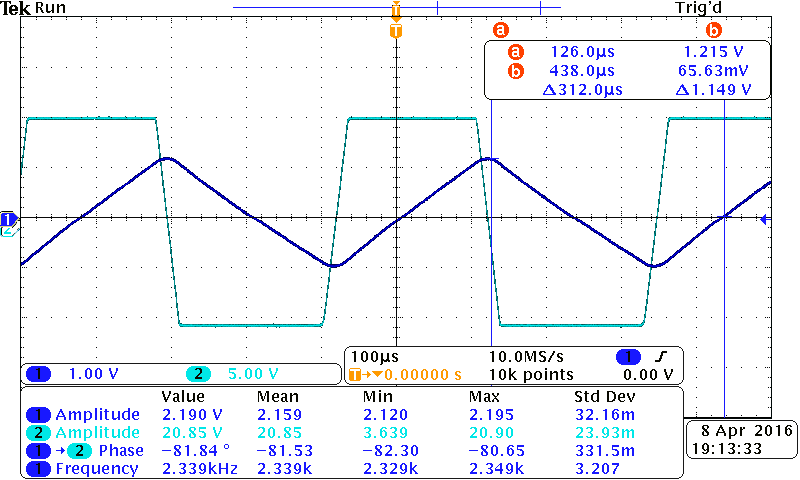 Tek Run Trig'd
T
T a b
a 126.0µs 1.215 V
b 438.0µs 65.63mV
Δ312.0µs Δ1.149 V
1
2
1 1.00 V 2 5.00 V
100µs 10.0MS/s 1
T→▼0.00000 s 10k points 0.00 V
Value Mean Min Max Std Dev
1 Amplitude 2.190 V 2.159 2.120 2.195 32.16m
2 Amplitude 20.85 V 20.85 3.639 20.90 23.93m
1 → 2 Phase −81.84 ° −81.53 −82.30 −80.65 331.5m
1 Frequency 2.339kHz 2.339k 2.329k 2.349k 3.207
8 Apr 2016
19:13:33